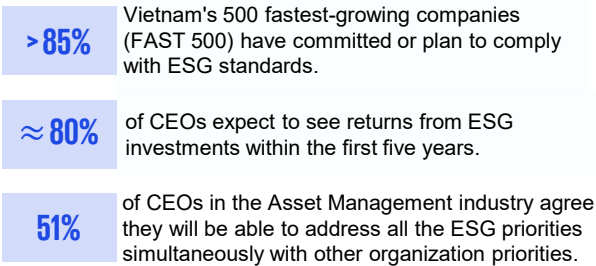 >85%
Vietnam's 500 fastest-growing companies
(FAST 500) have committed or plan to comply
with ESG standards.
≈80%
of CEOs expect to see returns from ESG
investments within the first five years.
51%
of CEOs in the Asset Management industry agree
they will be able to address all the ESG priorities
simultaneously with other organization priorities.